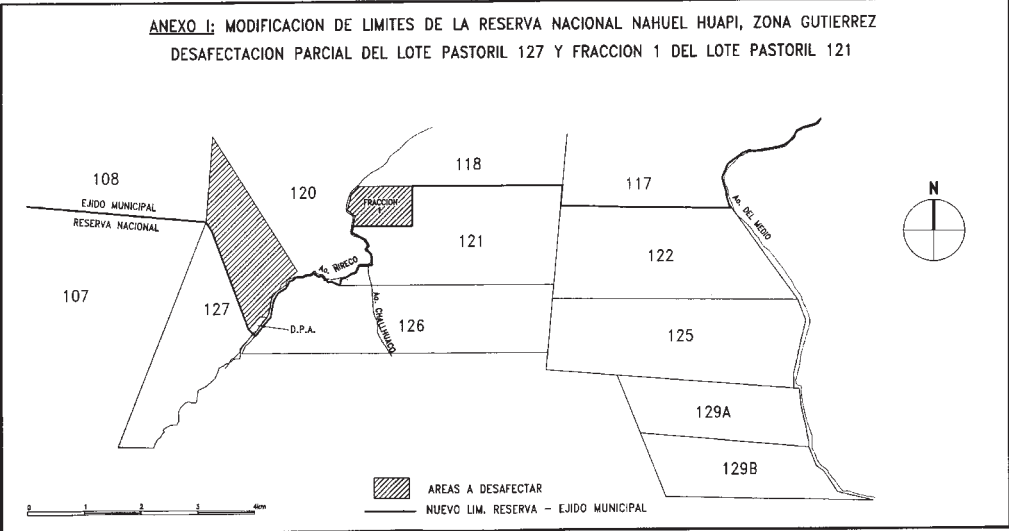 ANEXO I: MODIFICACION DE LIMITES DE LA RESERVA NACIONAL NAHUEL HUAPI, ZONA GUTIERREZ
DESAFECTACION PARCIAL DEL LOTE PASTORIL 127 Y FRACCION 1 DEL LOTE PASTORIL 121
108
EJIDO MUNICIPAL
RESERVA NACIONAL
107
127
120
118
FRACCION
1
121
Ao. ÑIRECO
Ao. CHALLHUACO
126
D.P.A.
117
Ao. DEL MEDIO
122
125
129A
129B
N
AREAS A DESAFECTAR
NUEVO LIM. RESERVA - EJIDO MUNICIPAL
0 1 2 3 4km